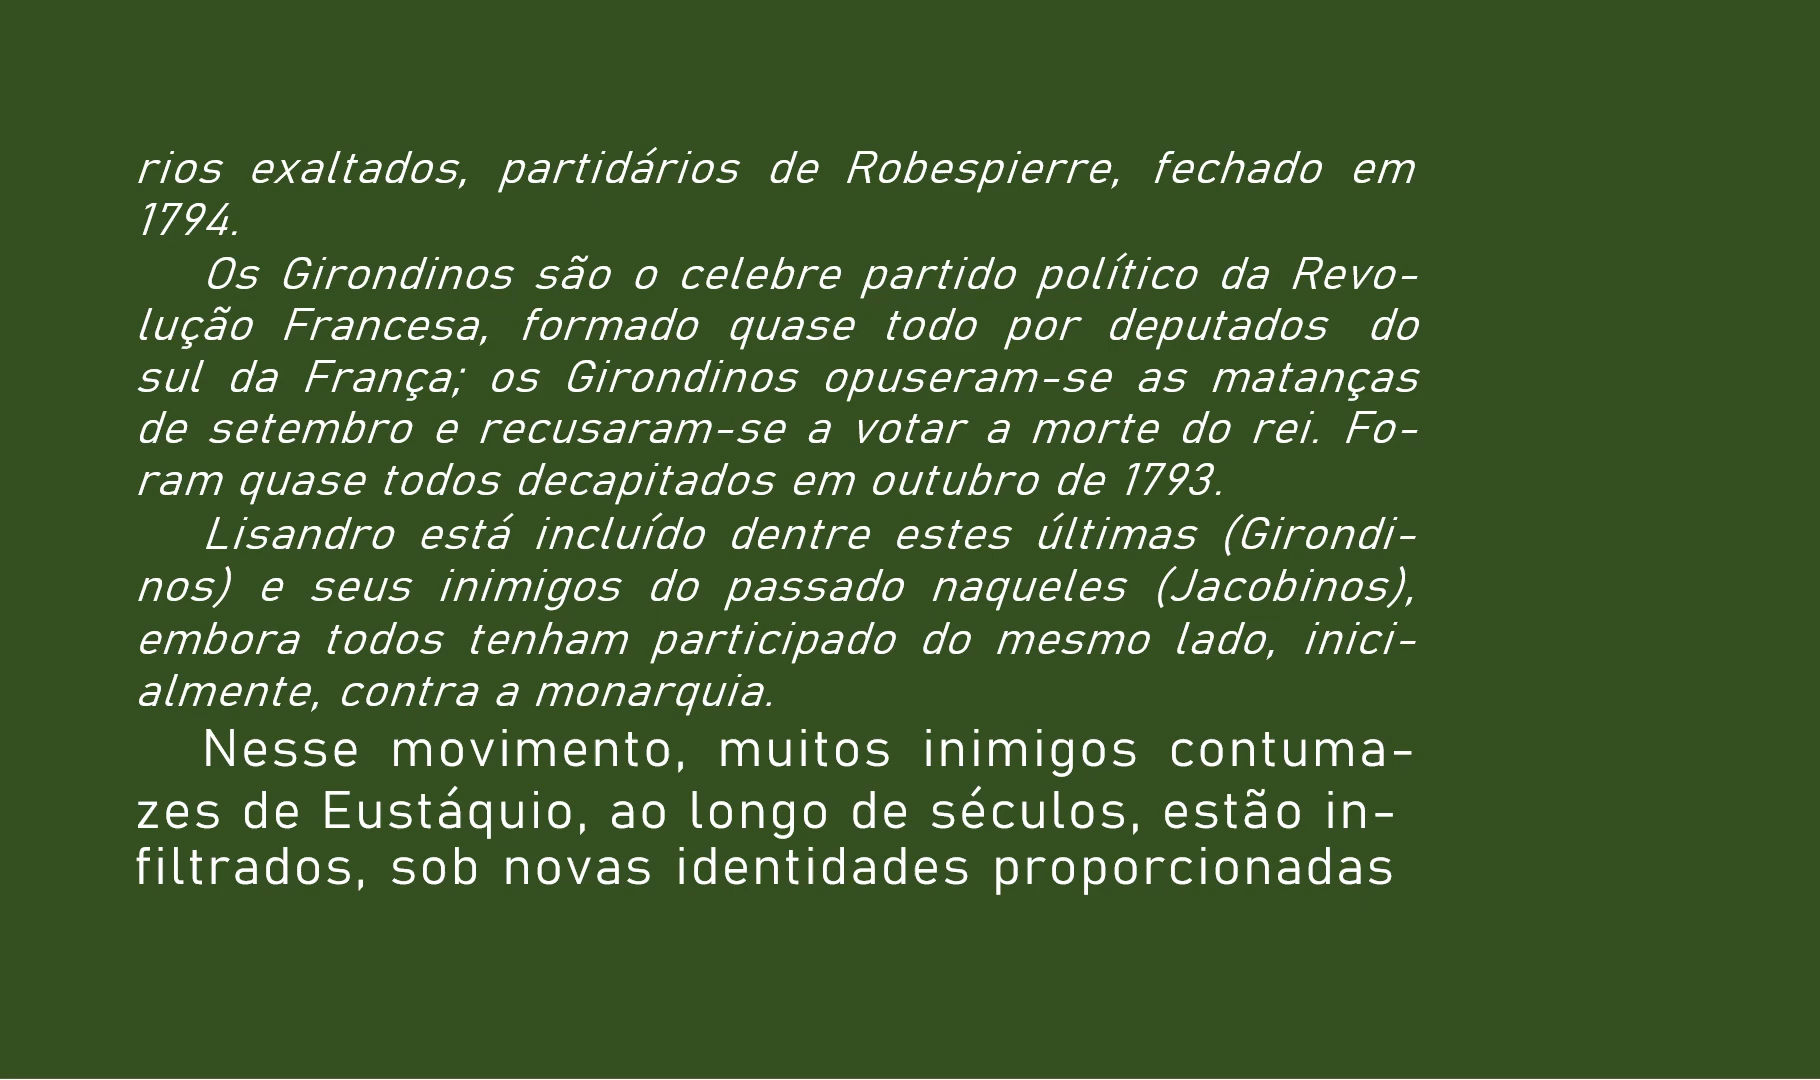 rios exaltados, partidários de Robespierre, fechado em
1794.
Os Girondinos são o celebre partido político da Revo-
lução Francesa, formado quase todo por deputados do
sul da França; os Girondinos opuseram-se as matanças
de setembro e recusaram-se a votar a morte do rei. Fo-
ram quase todos decapitados em outubro de 1793.
Lisandro está incluído dentre estes últimas (Girondi-
nos) e seus inimigos do passado naqueles (Jacobinos),
embora todos tenham participado do mesmo lado, inici-
almente, contra a monarquia.
Nesse movimento, muitos inimigos contuma-
zes de Eustáquio, ao longo de séculos, estão in-
filtrados, sob novas identidades proporcionadas